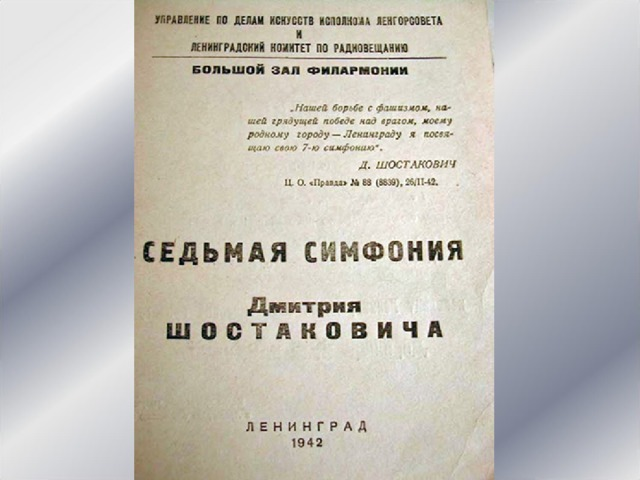 УПРАВЛЕНИЕ ПО ДЕЛАМ ИСКУССТВ ИСПОЛКОМА ЛЕНГОРСОВЕТА
И
ЛЕНИНГРАДСКИЙ КОМИТЕТ ПО РАДИОВЕЩАНИЮ
БОЛЬШОЙ ЗАЛ ФИЛАРМОНИИ
„Нашей борьбе с фашизмом, на-
шей грядущей победе над врагом, моему
родному городу — Ленинграду я посвя-
щаю свою 7-ю симфонию".
Д. ШОСТАКОВИЧ
Ц. О. «Правда» № 88 (8859), 26/II-42.
СЕДЬМАЯ СИМФОНИЯ
Дмитрия
ШОСТАКОВИЧА
ЛЕНИНГРАД
1942